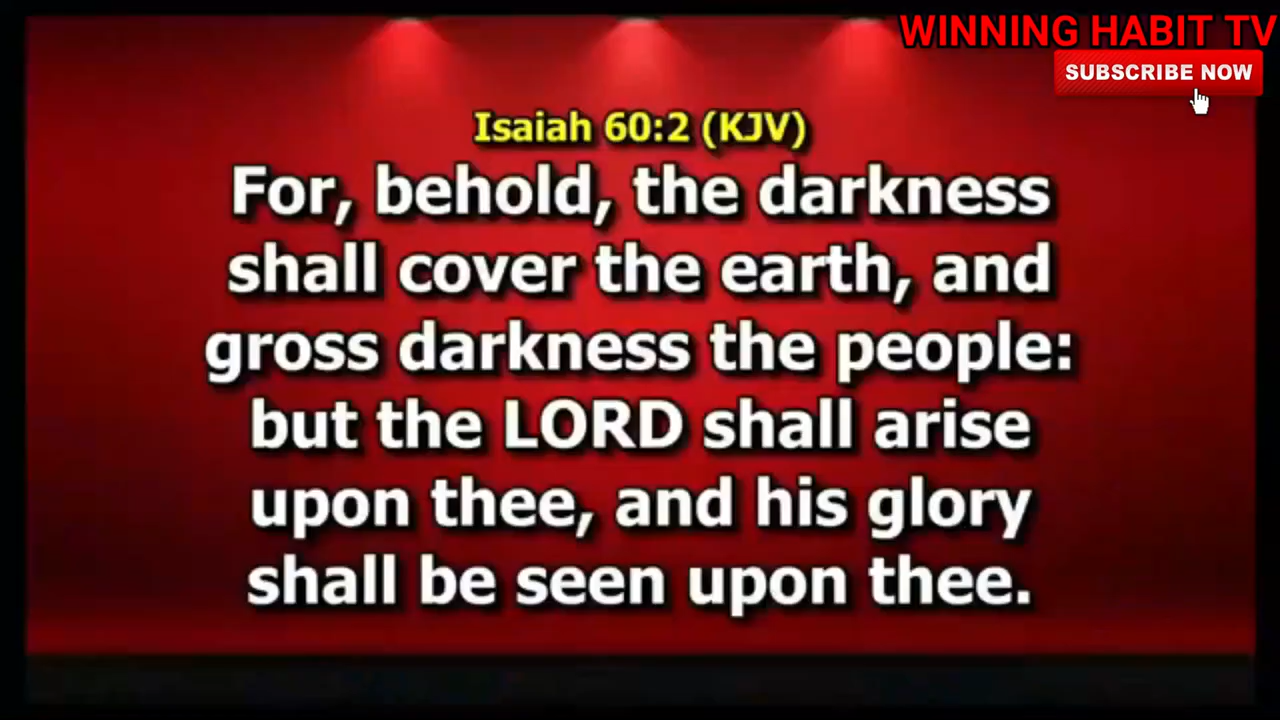 WINNING HABIT TV
SUBSCRIBE NOW
Isaiah 60:2 (KJV)
For, behold, the darkness
shall cover the earth, and
gross darkness the people:
but the LORD shall arise
upon thee, and his glory
shall be seen upon thee.